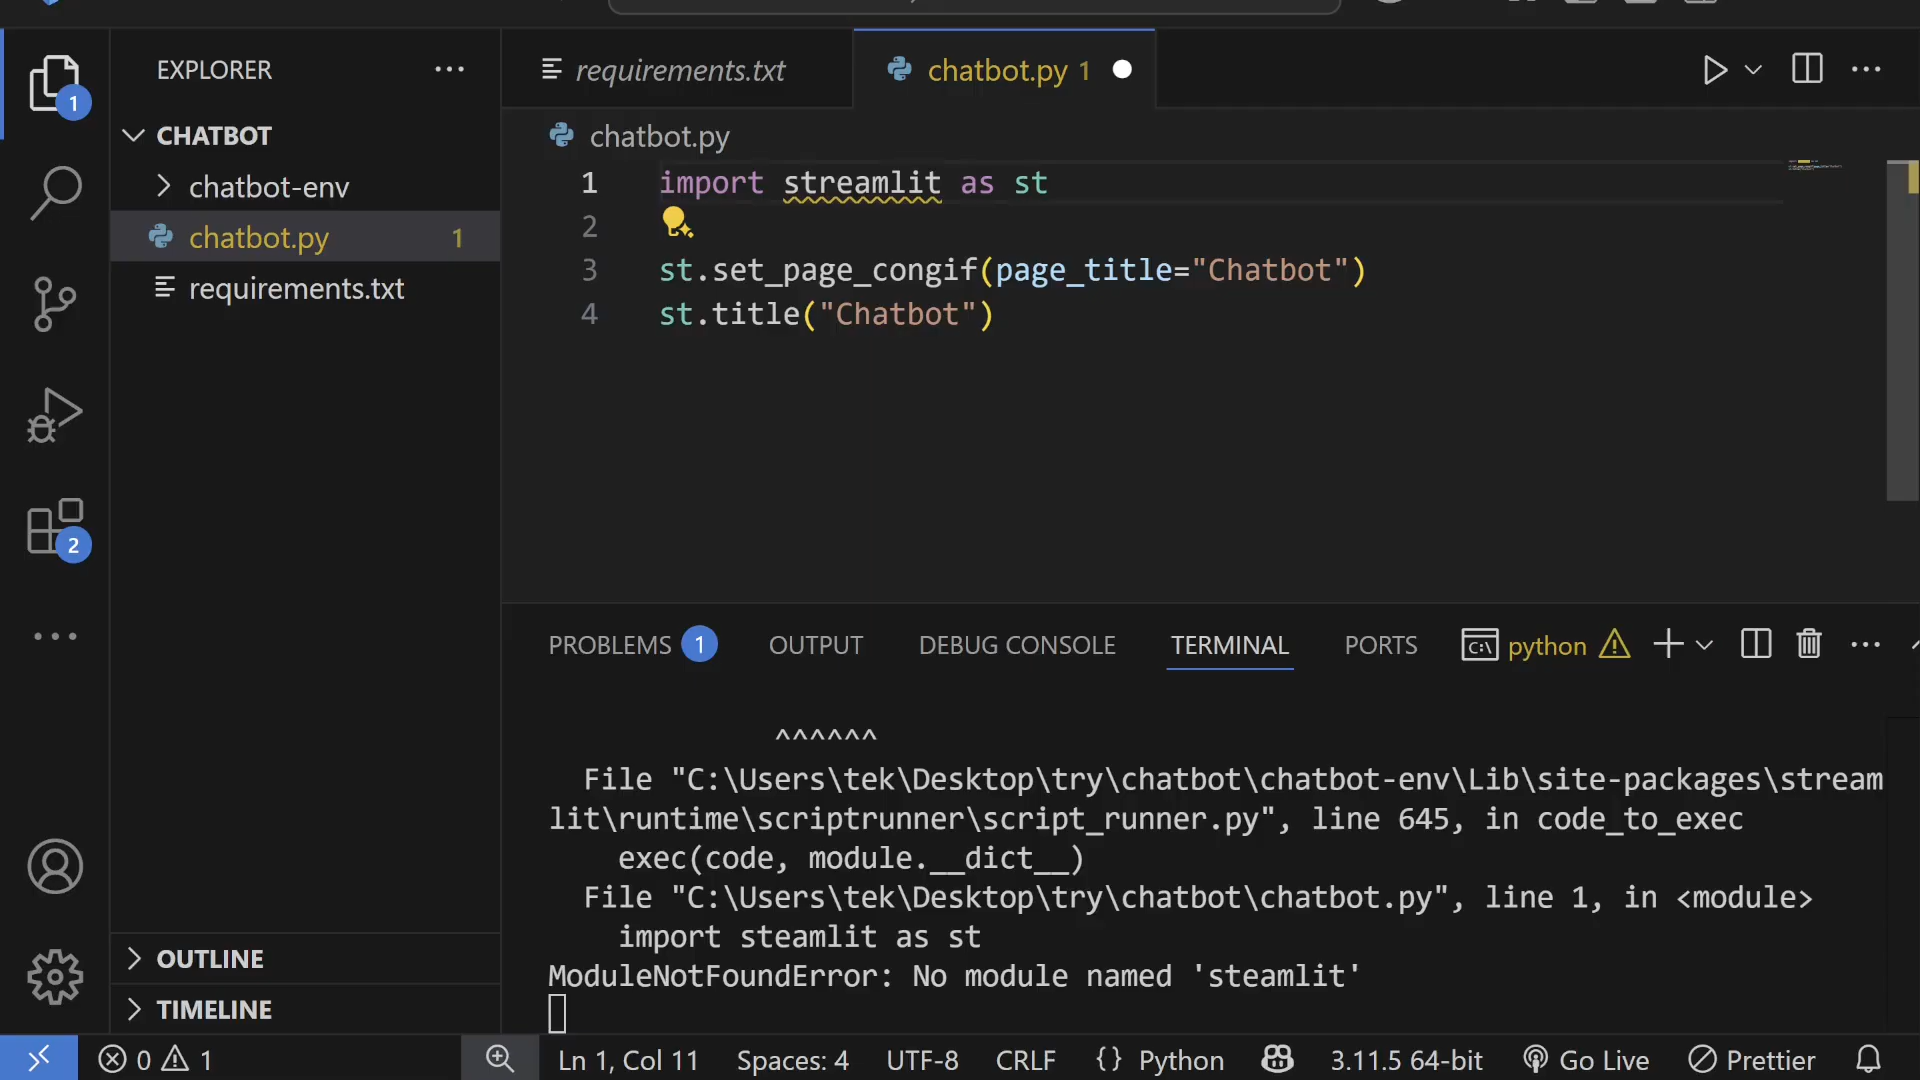 EXPLORER
1
CHATBOT
chatbot-env
chatbot.py 1
requirements.txt
2
OUTLINE
TIMELINE
requirements.txt
chatbot.py 1
chatbot.py
1 import streamlit as st
2
3 st.set_page_congif(page_title="Chatbot")
4 st.title("Chatbot")
PROBLEMS 1 OUTPUT DEBUG CONSOLE TERMINAL PORTS python
^^^^^^
File "C:\Users\tek\Desktop\try\chatbot\chatbot-env\Lib\site-packages\stream
lit\runtime\scriptrunner\script_runner.py", line 645, in code_to_exec
exec(code, module.__dict__)
File "C:\Users\tek\Desktop\try\chatbot\chatbot.py", line 1, in <module>
import steamlit as st
ModuleNotFoundError: No module named 'steamlit'
0 1 Ln 1, Col 11 Spaces: 4 UTF-8 CRLF {} Python 3.11.5 64-bit Go Live Prettier